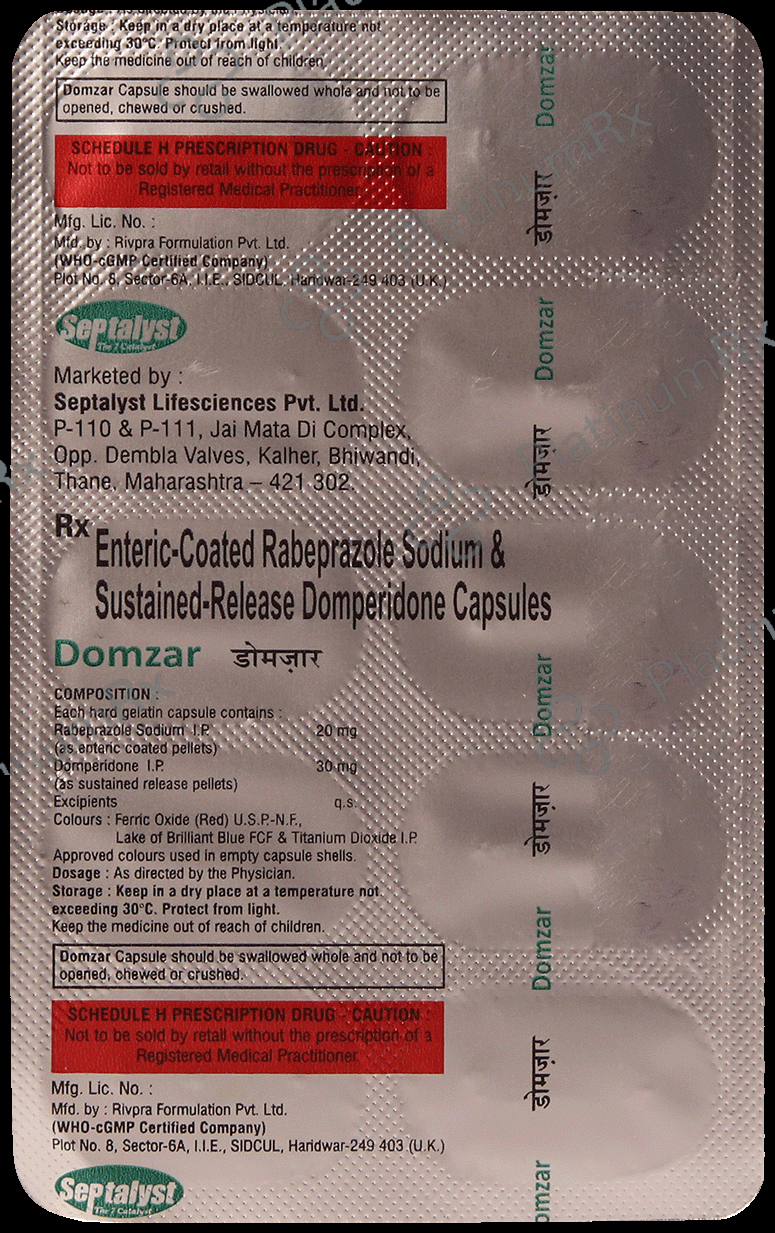 Storage : Keep in a dry place at a temperature not
exceeding 30°C. Protect from light.
Keep the medicine out of reach of children.
Domzar Capsule should be swallowed whole and not to be
opened, chewed or crushed.
SCHEDULE H PRESCRIPTION DRUG - CAUTION :
Not to be sold by retail without the prescription of a
Registered Medical Practitioner.
Mfg. Lic. No. :
Mfd. by : Rivpra Formulation Pvt. Ltd.
(WHO-cGMP Certified Company)
Plot No. 8, Sector-6A, I.I.E., SIDCUL, Haridwar-249 403 (U.K.)
Septalyst
The 7 Catalyst
Marketed by :
Septalyst Lifesciences Pvt. Ltd.
P-110 & P-111, Jai Mata Di Complex,
Opp. Dembla Valves, Kalher, Bhiwandi,
Thane, Maharashtra – 421 302.
Rx
Enteric-Coated Rabeprazole Sodium &
Sustained-Release Domperidone Capsules
Domzar डोमज़ार
COMPOSITION :
Each hard gelatin capsule contains :
Rabeprazole Sodium I.P. 20 mg
(as enteric coated pellets)
Domperidone I.P. 30 mg
(as sustained release pellets)
Excipients q.s.
Colours : Ferric Oxide (Red) U.S.P.-N.F.,
Lake of Brilliant Blue FCF & Titanium Dioxide I.P.
Approved colours used in empty capsule shells.
Dosage : As directed by the Physician.
Storage : Keep in a dry place at a temperature not
exceeding 30°C. Protect from light.
Keep the medicine out of reach of children.
Domzar Capsule should be swallowed whole and not to be
opened, chewed or crushed.
SCHEDULE H PRESCRIPTION DRUG - CAUTION :
Not to be sold by retail without the prescription of a
Registered Medical Practitioner.
Mfg. Lic. No. :
Mfd. by : Rivpra Formulation Pvt. Ltd.
(WHO-cGMP Certified Company)
Plot No. 8, Sector-6A, I.I.E., SIDCUL, Haridwar-249 403 (U.K.)
Septalyst
The 7 Catalyst
Domzar
डोमज़ार
Domzar
डोमज़ार
Domzar
डोमज़ार
Domzar
डोमज़ार
omzar
PlatinumRx
PlatinumRx